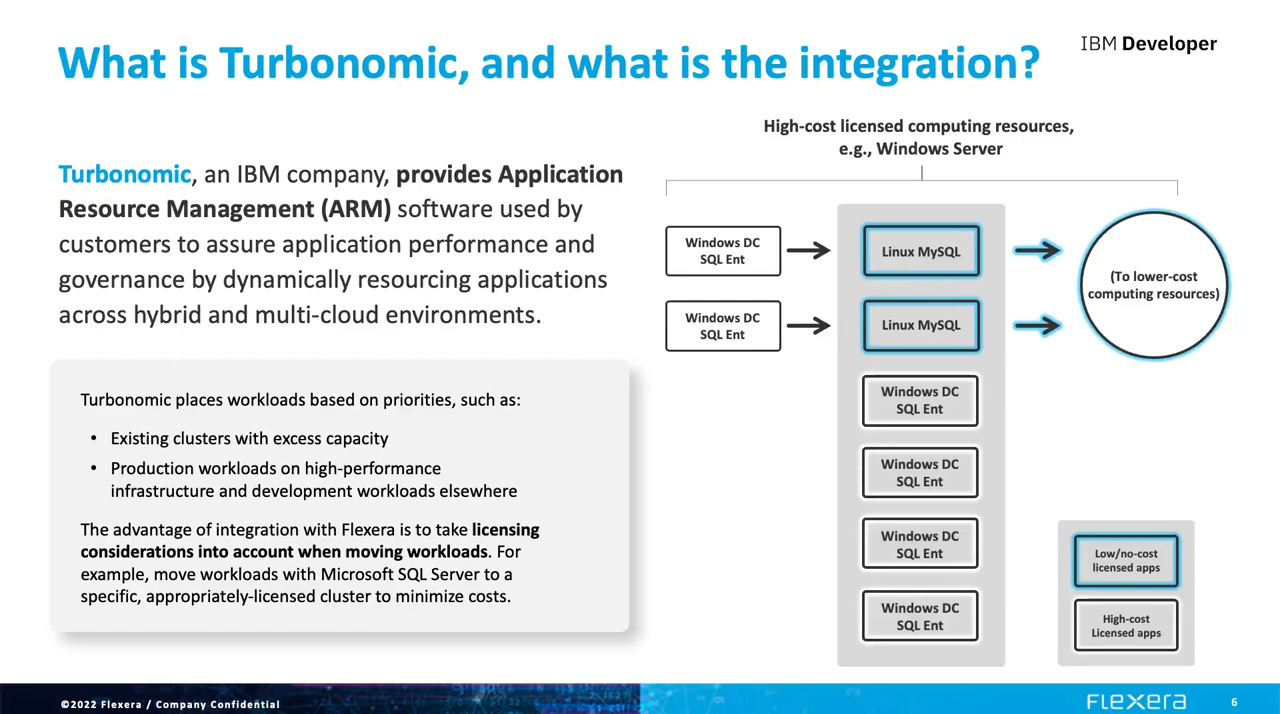 What is Turbonomic, and what is the integration?
IBM Developer
Turbonomic, an IBM company, provides Application
Resource Management (ARM) software used by
customers to assure application performance and
governance by dynamically resourcing applications
across hybrid and multi-cloud environments.
Turbonomic places workloads based on priorities, such as:
• Existing clusters with excess capacity
• Production workloads on high-performance
infrastructure and development workloads elsewhere
The advantage of integration with Flexera is to take licensing
considerations into account when moving workloads. For
example, move workloads with Microsoft SQL Server to a
specific, appropriately-licensed cluster to minimize costs.
High-cost licensed computing resources,
e.g., Windows Server
Windows DC
SQL Ent
Linux MySQL
(To lower-cost
computing resources)
Windows DC
SQL Ent
Linux MySQL
Windows DC
SQL Ent
Windows DC
SQL Ent
Windows DC
SQL Ent
Windows DC
SQL Ent
Low/no-cost
licensed apps
High-cost
Licensed apps
©2022 Flexera / Company Confidential
FLEXERA
6